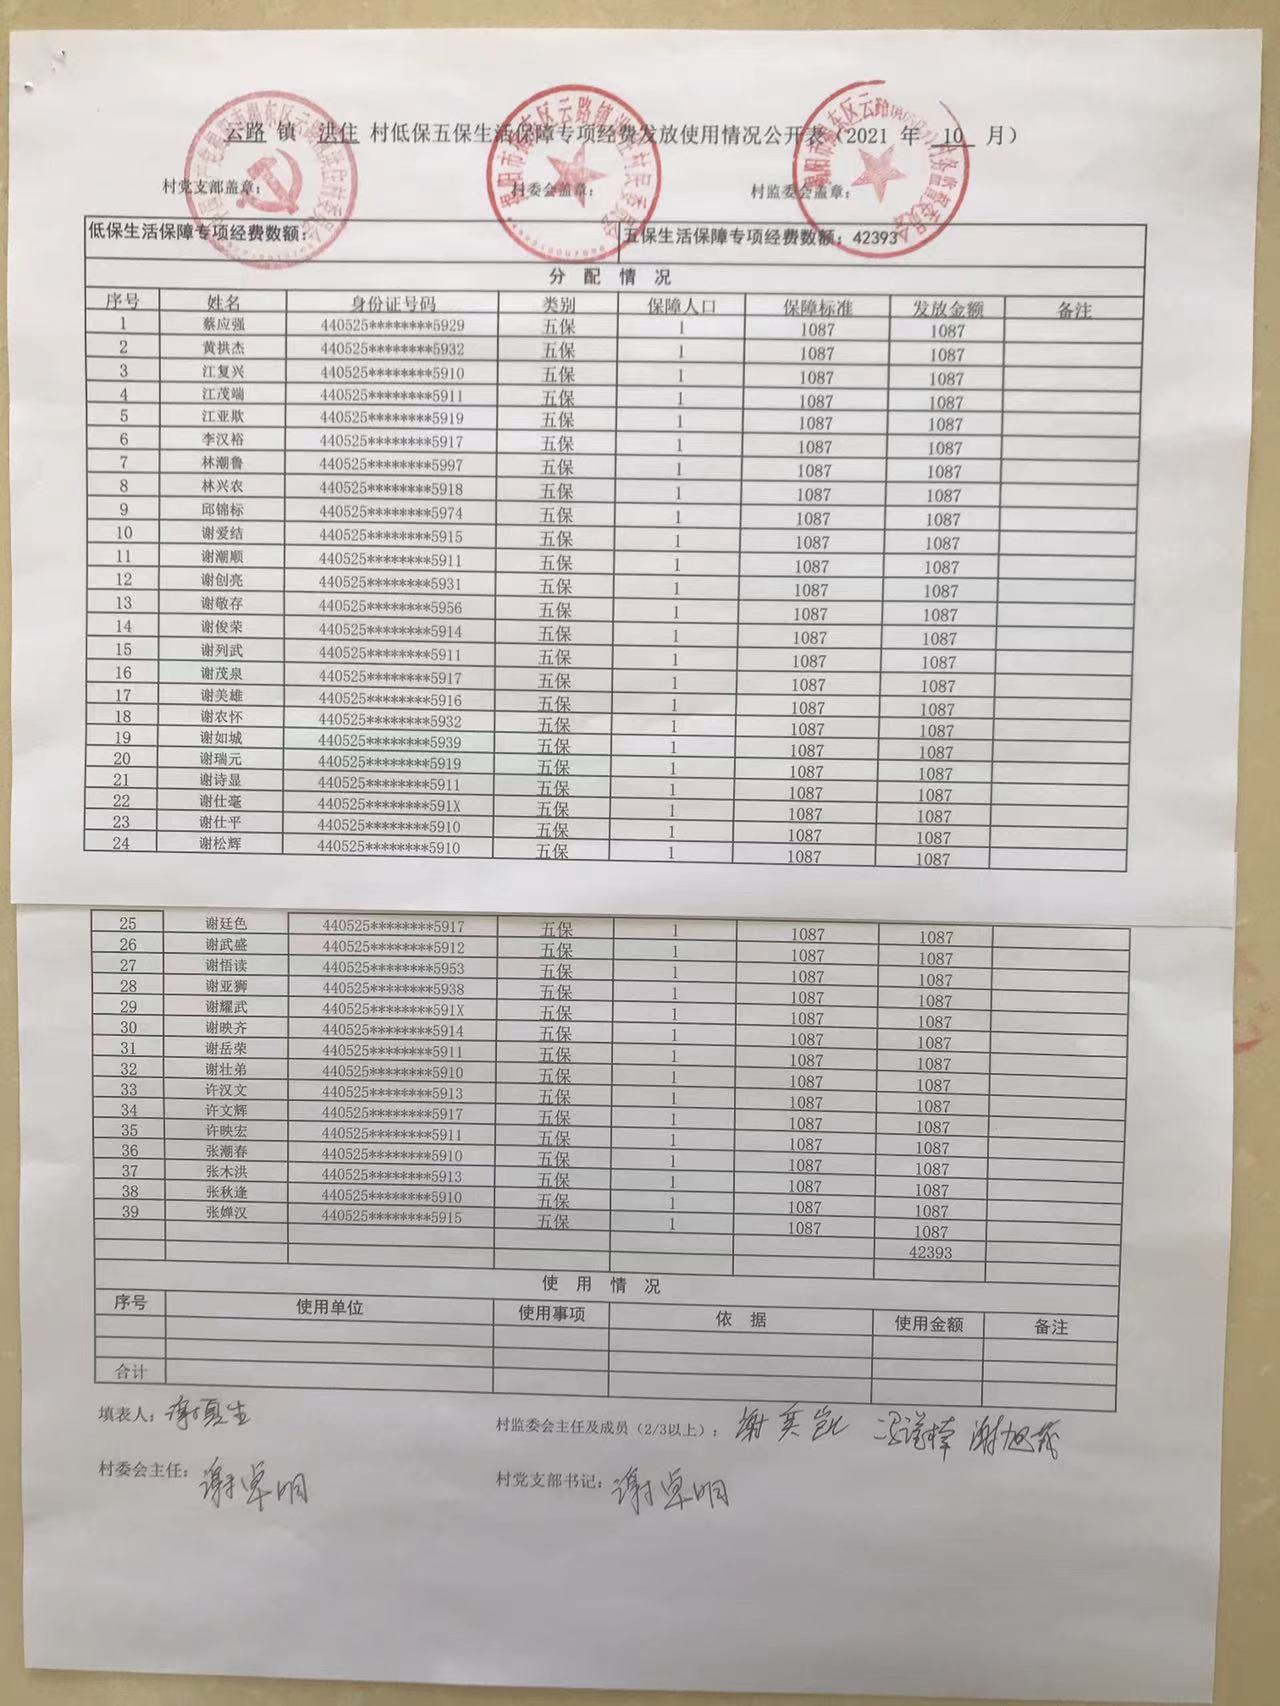 云路 镇 洪住 村低保五保生活保障专项经费发放使用情况公开表（2021 年 10 月）
村党支部盖章： 村委会盖章： 村监委会盖章：
低保生活保障专项经费数额： 五保生活保障专项经费数额：42393
分 配 情 况
序号 姓名 身份证号码 类别 保障人口 保障标准 发放金额 备注
1 蔡应强 440525********5929 五保 1 1087 1087
2 黄拱杰 440525********5932 五保 1 1087 1087
3 江复兴 440525********5910 五保 1 1087 1087
4 江茂端 440525********5911 五保 1 1087 1087
5 江亚欺 440525********5919 五保 1 1087 1087
6 李汉裕 440525********5917 五保 1 1087 1087
7 林潮鲁 440525********5997 五保 1 1087 1087
8 林兴农 440525********5918 五保 1 1087 1087
9 邱锦标 440525********5974 五保 1 1087 1087
10 谢爱结 440525********5915 五保 1 1087 1087
11 谢潮顺 440525********5911 五保 1 1087 1087
12 谢创亮 440525********5931 五保 1 1087 1087
13 谢敬存 440525********5956 五保 1 1087 1087
14 谢俊荣 440525********5914 五保 1 1087 1087
15 谢列武 440525********5911 五保 1 1087 1087
16 谢茂泉 440525********5917 五保 1 1087 1087
17 谢美雄 440525********5916 五保 1 1087 1087
18 谢农怀 440525********5932 五保 1 1087 1087
19 谢如城 440525********5939 五保 1 1087 1087
20 谢瑞元 440525********5919 五保 1 1087 1087
21 谢诗显 440525********5911 五保 1 1087 1087
22 谢仕毫 440525********591X 五保 1 1087 1087
23 谢仕平 440525********5910 五保 1 1087 1087
24 谢松辉 440525********5910 五保 1 1087 1087
25 谢廷色 440525********5917 五保 1 1087 1087
26 谢武盛 440525********5912 五保 1 1087 1087
27 谢悟读 440525********5953 五保 1 1087 1087
28 谢亚狮 440525********5938 五保 1 1087 1087
29 谢耀武 440525********591X 五保 1 1087 1087
30 谢映齐 440525********5914 五保 1 1087 1087
31 谢岳荣 440525********5911 五保 1 1087 1087
32 谢壮弟 440525********5910 五保 1 1087 1087
33 许汉文 440525********5913 五保 1 1087 1087
34 许文辉 440525********5917 五保 1 1087 1087
35 许映宏 440525********5911 五保 1 1087 1087
36 张潮春 440525********5910 五保 1 1087 1087
37 张木洪 440525********5913 五保 1 1087 1087
38 张秋逢 440525********5910 五保 1 1087 1087
39 张婵汉 440525********5915 五保 1 1087 1087
42393
使 用 情 况
序号 使用单位 使用事项 依 据 使用金额 备注
合计
填表人： 村监委会主任及成员（2/3以上）：
村委会主任：谢卓明 村党支部书记：谢卓明